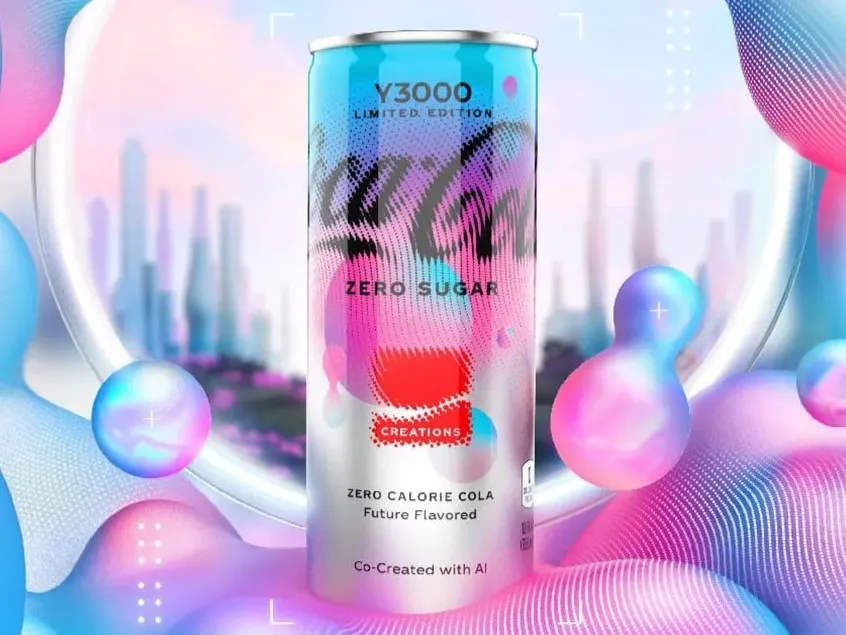 Y3000
LIMITED EDITION
Coca-Cola
ZERO SUGAR
CREATIONS
ZERO CALORIE COLA
Future Flavored
Co-Created with AI